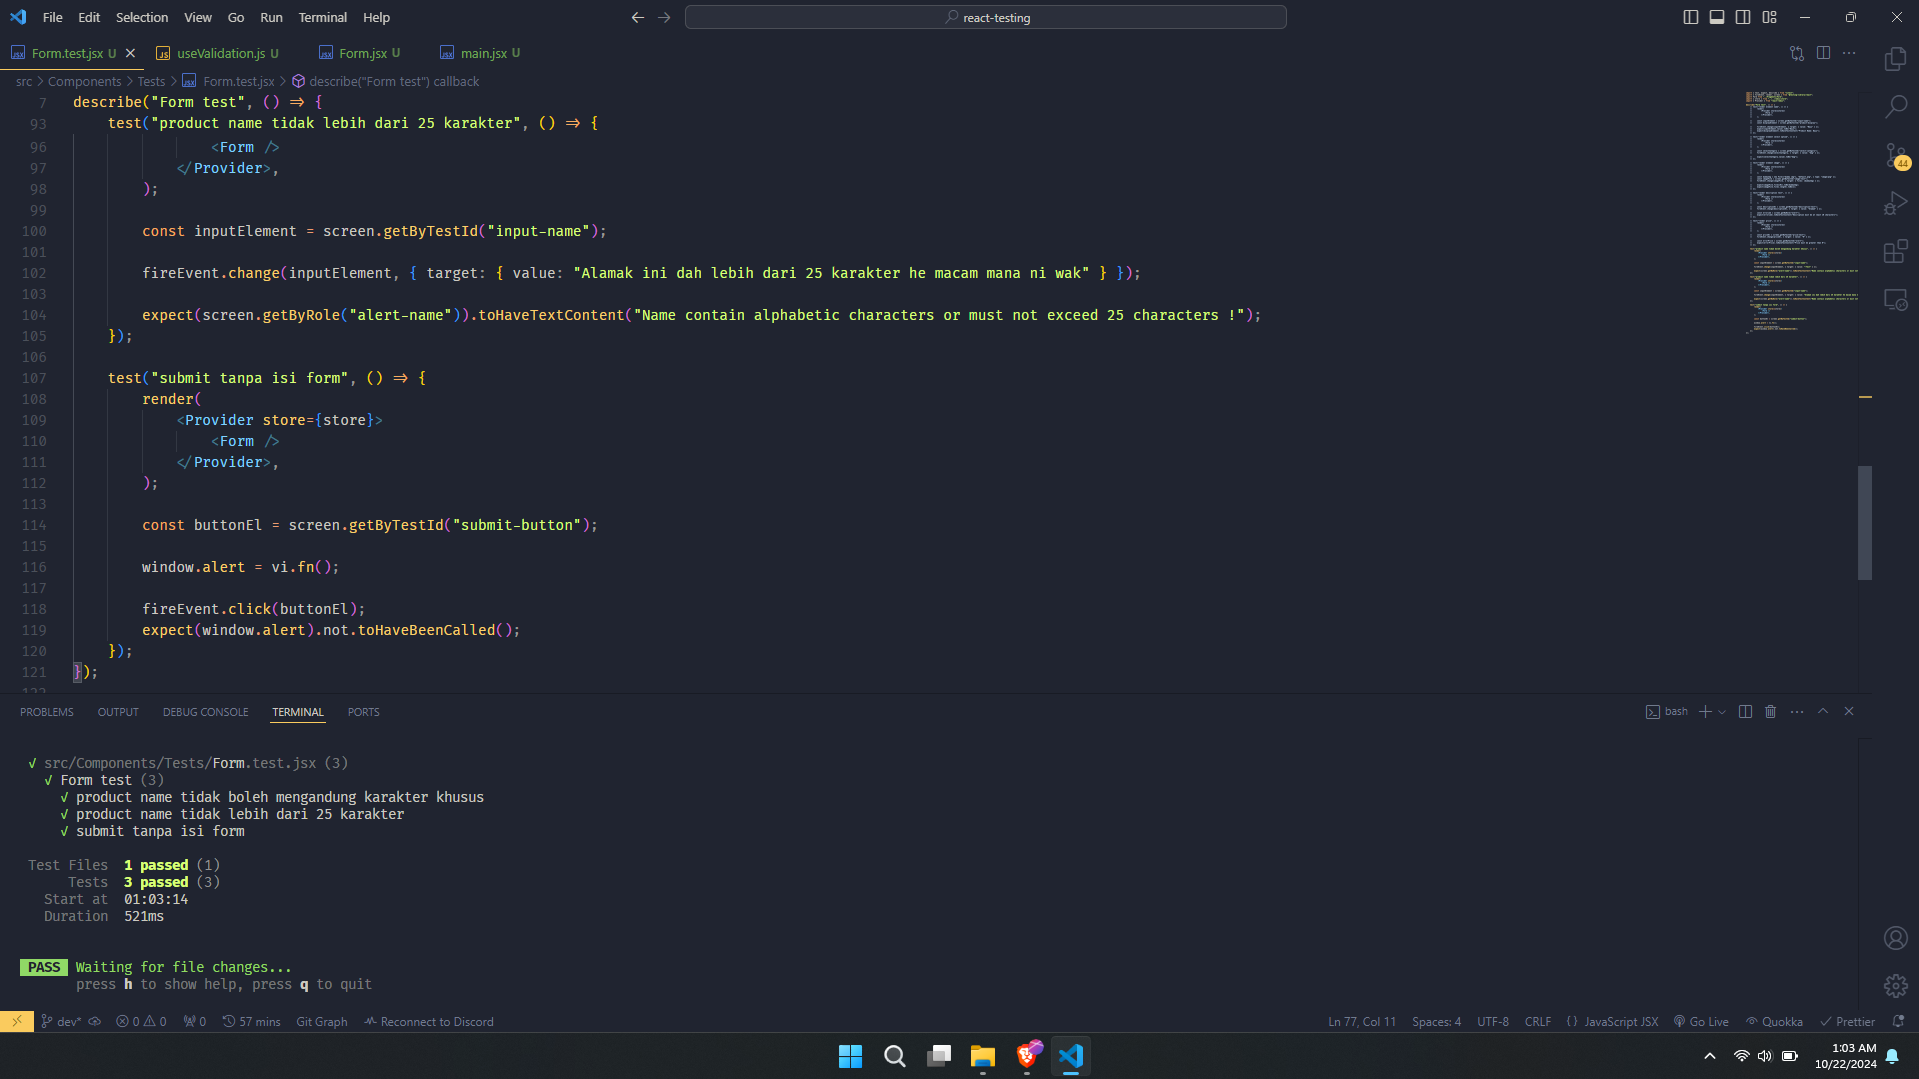 File Edit Selection View Go Run Terminal Help
react-testing
Form.test.jsx U
useValidation.js U
Form.jsx U
main.jsx U
src > Components > Tests > Form.test.jsx > describe("Form test") callback
7 describe("Form test", () => {
93 test("product name tidak lebih dari 25 karakter", () => {
96 <Form />
97 </Provider>,
98 );
99
100 const inputElement = screen.getByTestId("input-name");
101
102 fireEvent.change(inputElement, { target: { value: "Alamak ini dah lebih dari 25 karakter he macam mana ni wak" } });
103
104 expect(screen.getByRole("alert-name")).toHaveTextContent("Name contain alphabetic characters or must not exceed 25 characters !");
105 });
106
107 test("submit tanpa isi form", () => {
108 render(
109 <Provider store={store}>
110 <Form />
111 </Provider>,
112 );
113
114 const buttonEl = screen.getByTestId("submit-button");
115
116 window.alert = vi.fn();
117
118 fireEvent.click(buttonEl);
119 expect(window.alert).not.toHaveBeenCalled();
120 });
121 });
44
PROBLEMS OUTPUT DEBUG CONSOLE TERMINAL PORTS
bash
√ src/Components/Tests/Form.test.jsx (3)
√ Form test (3)
√ product name tidak boleh mengandung karakter khusus
√ product name tidak lebih dari 25 karakter
√ submit tanpa isi form
Test Files 1 passed (1)
Tests 3 passed (3)
Start at 01:03:14
Duration 521ms
PASS Waiting for file changes...
press h to show help, press q to quit
dev* 0 0 0 57 mins Git Graph Reconnect to Discord
Ln 77, Col 11 Spaces: 4 UTF-8 CRLF {} JavaScript JSX Go Live Quokka Prettier
1:03 AM
10/22/2024